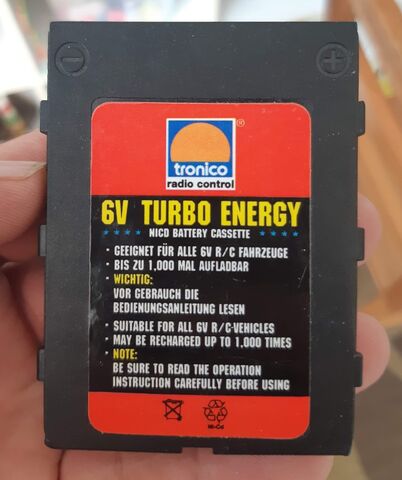 tronico ®
radio control
6V TURBO ENERGY
NICD BATTERY CASSETTE
· GEEIGNET FÜR ALLE 6V R/C FAHRZEUGE
· BIS ZU 1,000 MAL AUFLADBAR
· WICHTIG:
VOR GEBRAUCH DIE
BEDIENUNGSANLEITUNG LESEN
· SUITABLE FOR ALL 6V R/C-VEHICLES
· MAY BE RECHARGED UP TO 1,000 TIMES
· NOTE:
BE SURE TO READ THE OPERATION
INSTRUCTION CAREFULLY BEFORE USING
Ni-Cd